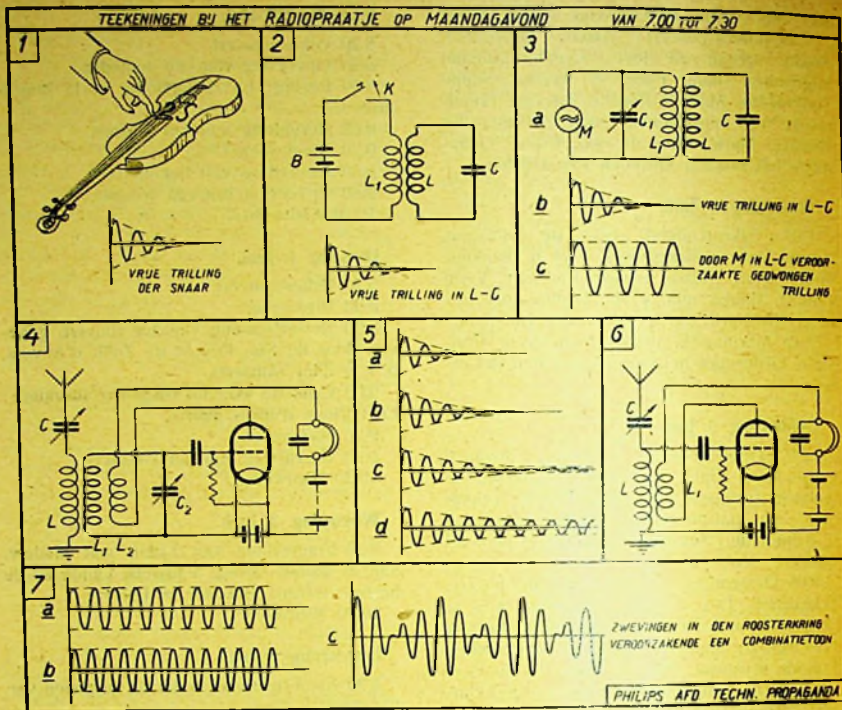 TEEKENINGEN BIJ HET RADIOPRAATJE OP MAANDAGAVOND VAN 7.00 TOT 7.30
1
VRIJE TRILLING
DER SNAAR
2
K
B
L1
L
C
VRIJE TRILLING IN L-C
3
a
M
C1
L1
L
C
b
VRIJE TRILLING IN L-C
c
DOOR M IN L-C VEROOR-
ZAAKTE GEDWONGEN
TRILLING
4
C
L
L1 L2
C2
5
a
b
c
d
6
C
L
L1
7
a
b
c
ZWEVINGEN IN DEN ROOSTERKRING
VEROORZAKENDE EEN COMBINATIETOON
PHILIPS AFD TECHN. PROPAGANDA